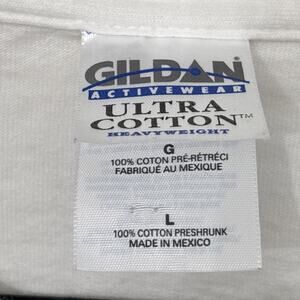 GILDAN
ACTIVEWEAR
ULTRA
COTTON™
HEAVYWEIGHT
G
100% COTON PRÉ-RÉTRÉCI
FABRIQUÉ AU MEXIQUE
L
100% COTTON PRESHRUNK
MADE IN MEXICO